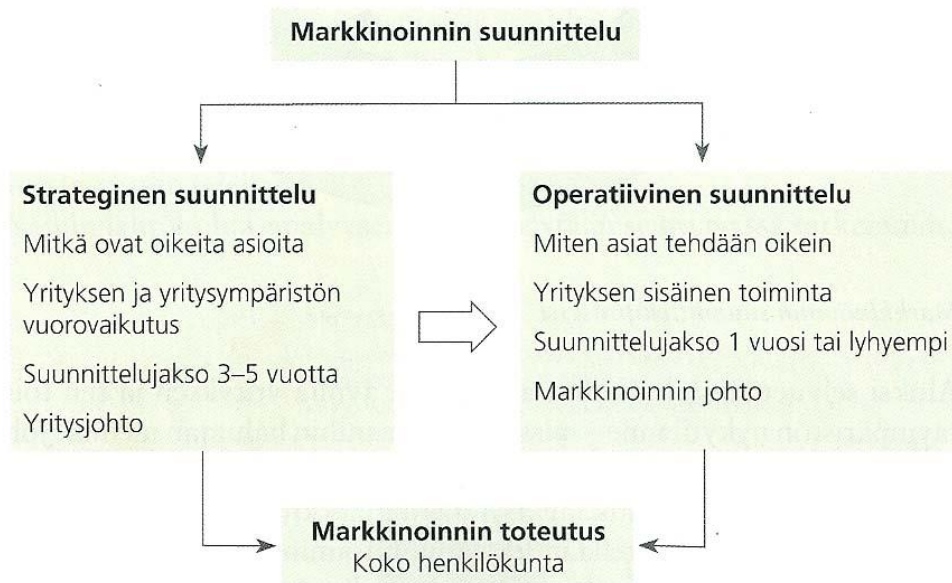 Markkinoinnin suunnittelu
Strateginen suunnittelu
Mitkä ovat oikeita asioita
Yrityksen ja yritysympäristön
vuorovaikutus
Suunnittelujakso 3–5 vuotta
Yritysjohto
Operatiivinen suunnittelu
Miten asiat tehdään oikein
Yrityksen sisäinen toiminta
Suunnittelujakso 1 vuosi tai lyhyempi
Markkinoinnin johto
Markkinoinnin toteutus
Koko henkilökunta